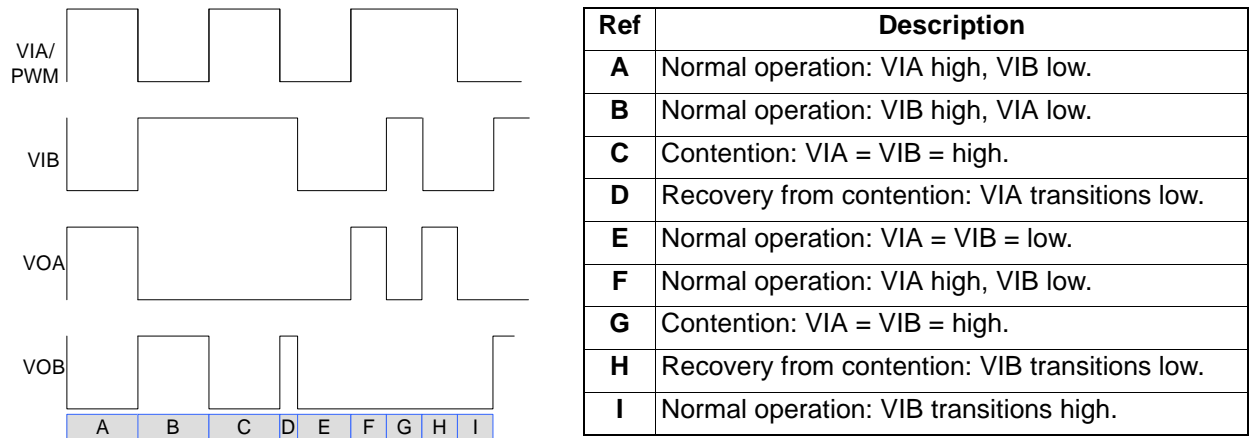 VIA/
PWM
VIB
VOA
VOB
A B C D E F G H I
Ref Description
A Normal operation: VIA high, VIB low.
B Normal operation: VIB high, VIA low.
C Contention: VIA = VIB = high.
D Recovery from contention: VIA transitions low.
E Normal operation: VIA = VIB = low.
F Normal operation: VIA high, VIB low.
G Contention: VIA = VIB = high.
H Recovery from contention: VIB transitions low.
I Normal operation: VIB transitions high.